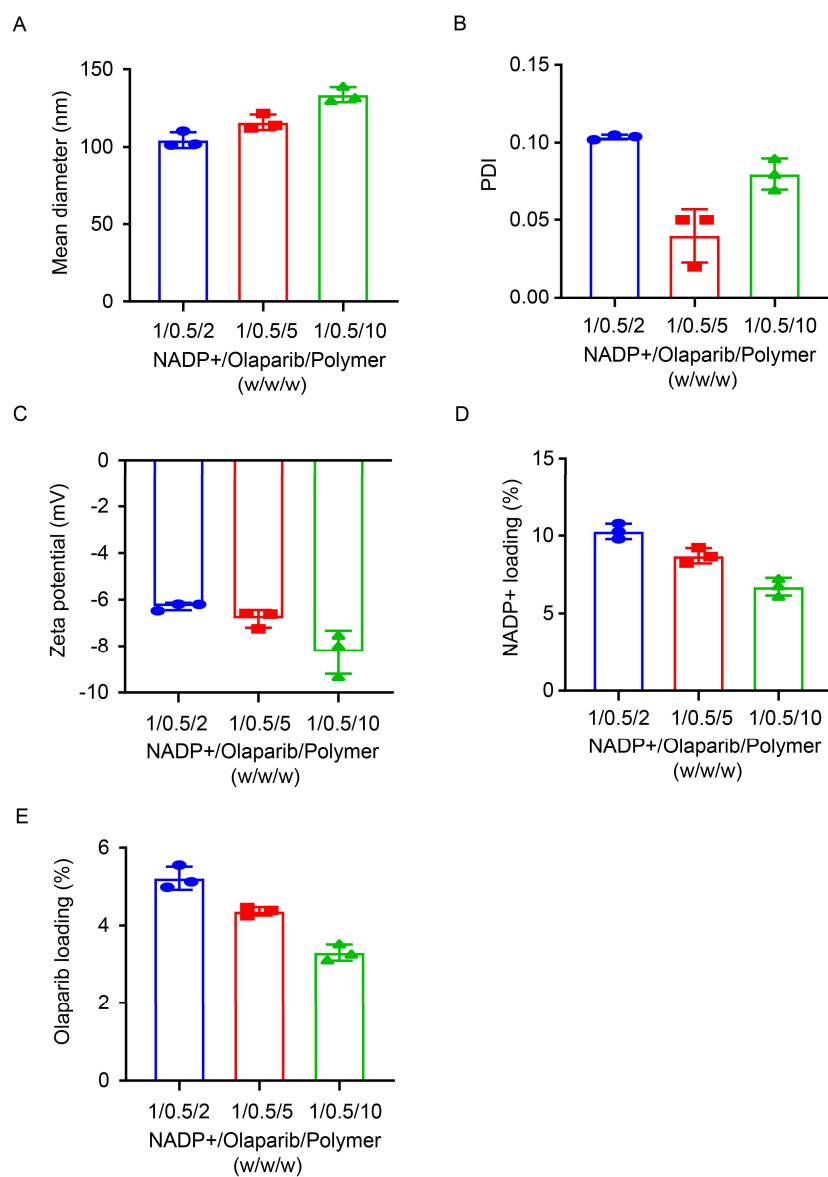 A
Mean diameter (nm)
150
100
50
0
1/0.5/2 1/0.5/5 1/0.5/10
NADP+/Olaparib/Polymer
(w/w/w)
B
PDI
0.15
0.10
0.05
0.00
1/0.5/2 1/0.5/5 1/0.5/10
NADP+/Olaparib/Polymer
(w/w/w)
C
Zeta potential (mV)
0
-2
-4
-6
-8
-10
1/0.5/2 1/0.5/5 1/0.5/10
NADP+/Olaparib/Polymer
(w/w/w)
D
NADP+ loading (%)
15
10
5
0
1/0.5/2 1/0.5/5 1/0.5/10
NADP+/Olaparib/Polymer
(w/w/w)
E
Olaparib loading (%)
6
4
2
0
1/0.5/2 1/0.5/5 1/0.5/10
NADP+/Olaparib/Polymer
(w/w/w)